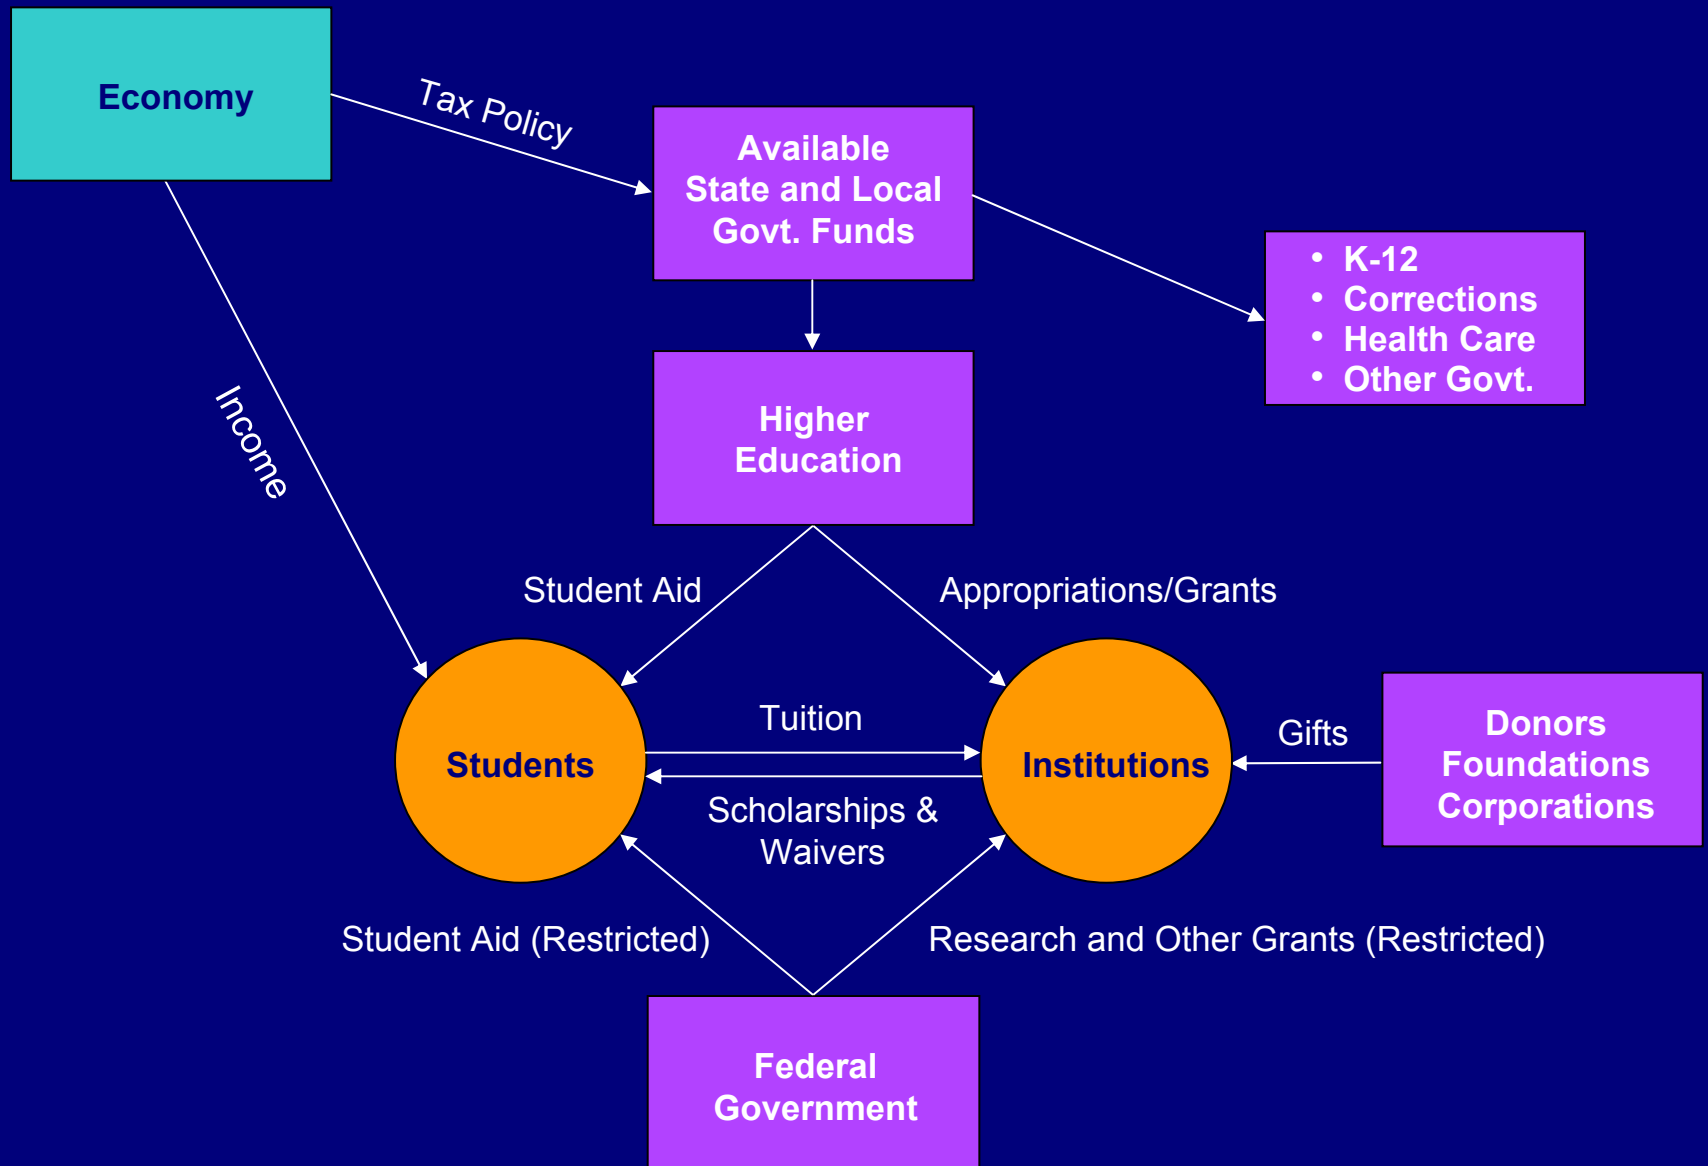 Economy
Tax Policy
Available
State and Local
Govt. Funds
• K-12
• Corrections
• Health Care
• Other Govt.
Higher
Education
Income
Student Aid
Appropriations/Grants
Tuition
Students
Institutions
Gifts
Donors
Foundations
Corporations
Scholarships &
Waivers
Student Aid (Restricted)
Research and Other Grants (Restricted)
Federal
Government